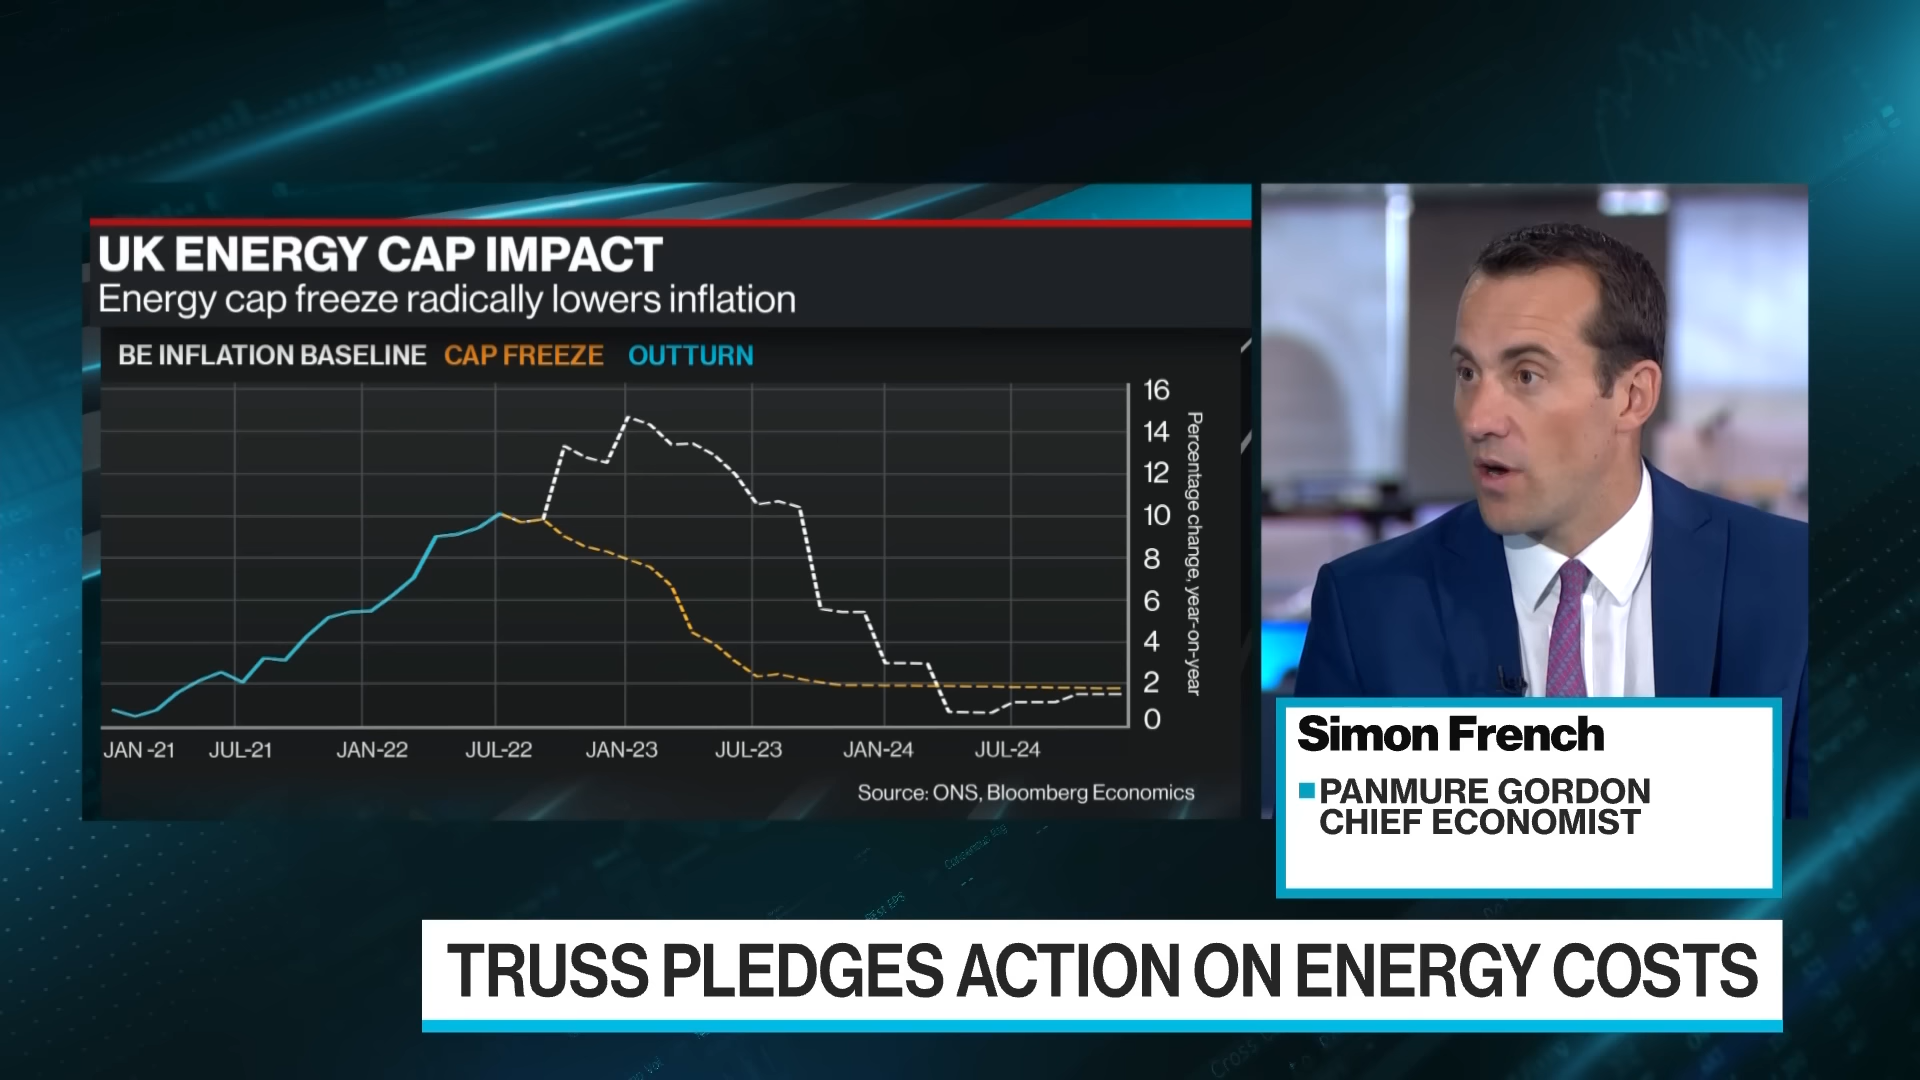 UK ENERGY CAP IMPACT
Energy cap freeze radically lowers inflation
BE INFLATION BASELINE CAP FREEZE OUTTURN
16
14
12
10
8
6
4
2
0
Percentage change, year-on-year
JAN -21 JUL-21 JAN-22 JUL-22 JAN-23 JUL-23 JAN-24 JUL-24
Source: ONS, Bloomberg Economics
Simon French
PANMURE GORDON
CHIEF ECONOMIST
TRUSS PLEDGES ACTION ON ENERGY COSTS